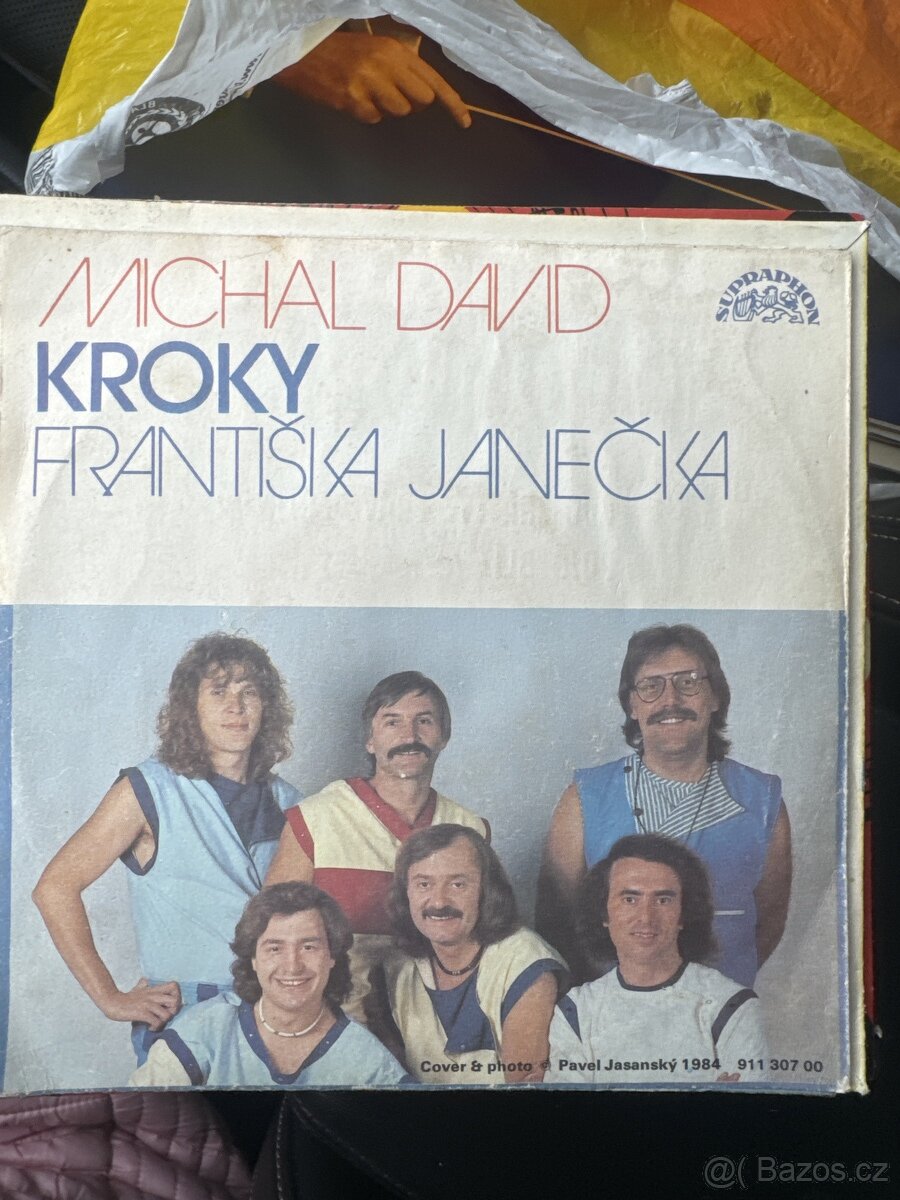 MICHAL DAVID
SUPRAPHON
KROKY
FRANTIŠKA JANEČKA
Cover & photo © Pavel Jasanský 1984 911 307 00
@( Bazos.cz